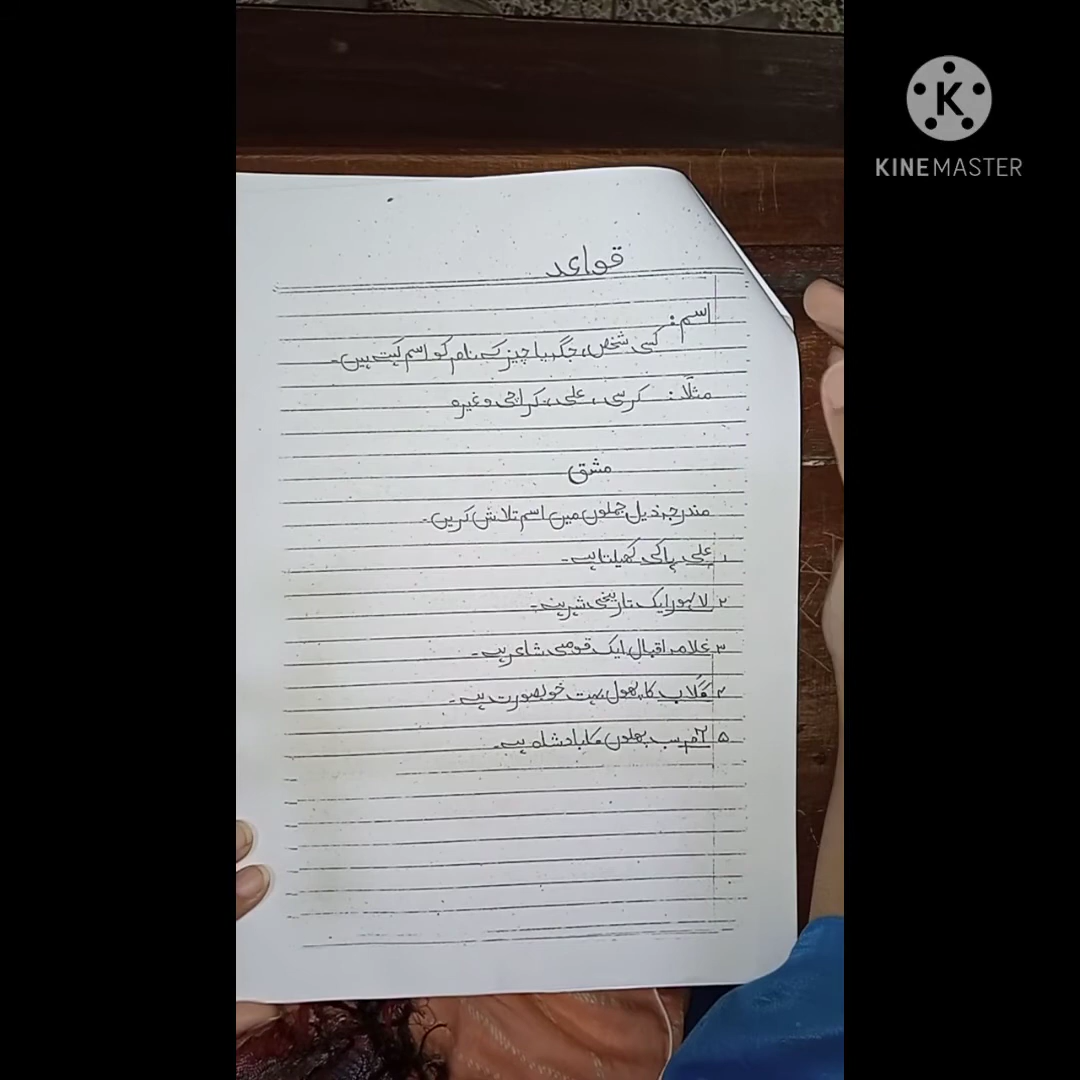 K
KINEMASTER
قواعد
اسم:
کسی شخص، جگہ یا چیز کے نام کو اسم کہتے ہیں۔
مثلاً: کرسی، علی، کراچی وغیرہ
مشق
مندرجہ ذیل جملوں میں اسم تلاش کریں۔
۱ علی ہاکی کھیلتا ہے۔
۲ لاہور ایک تاریخی شہر ہے۔
۳ علامہ اقبال ایک قومی شاعر ہے۔
۴ گلاب کا پھول بہت خوبصورت ہے۔
۵ آم سب پھلوں کا بادشاہ ہے۔